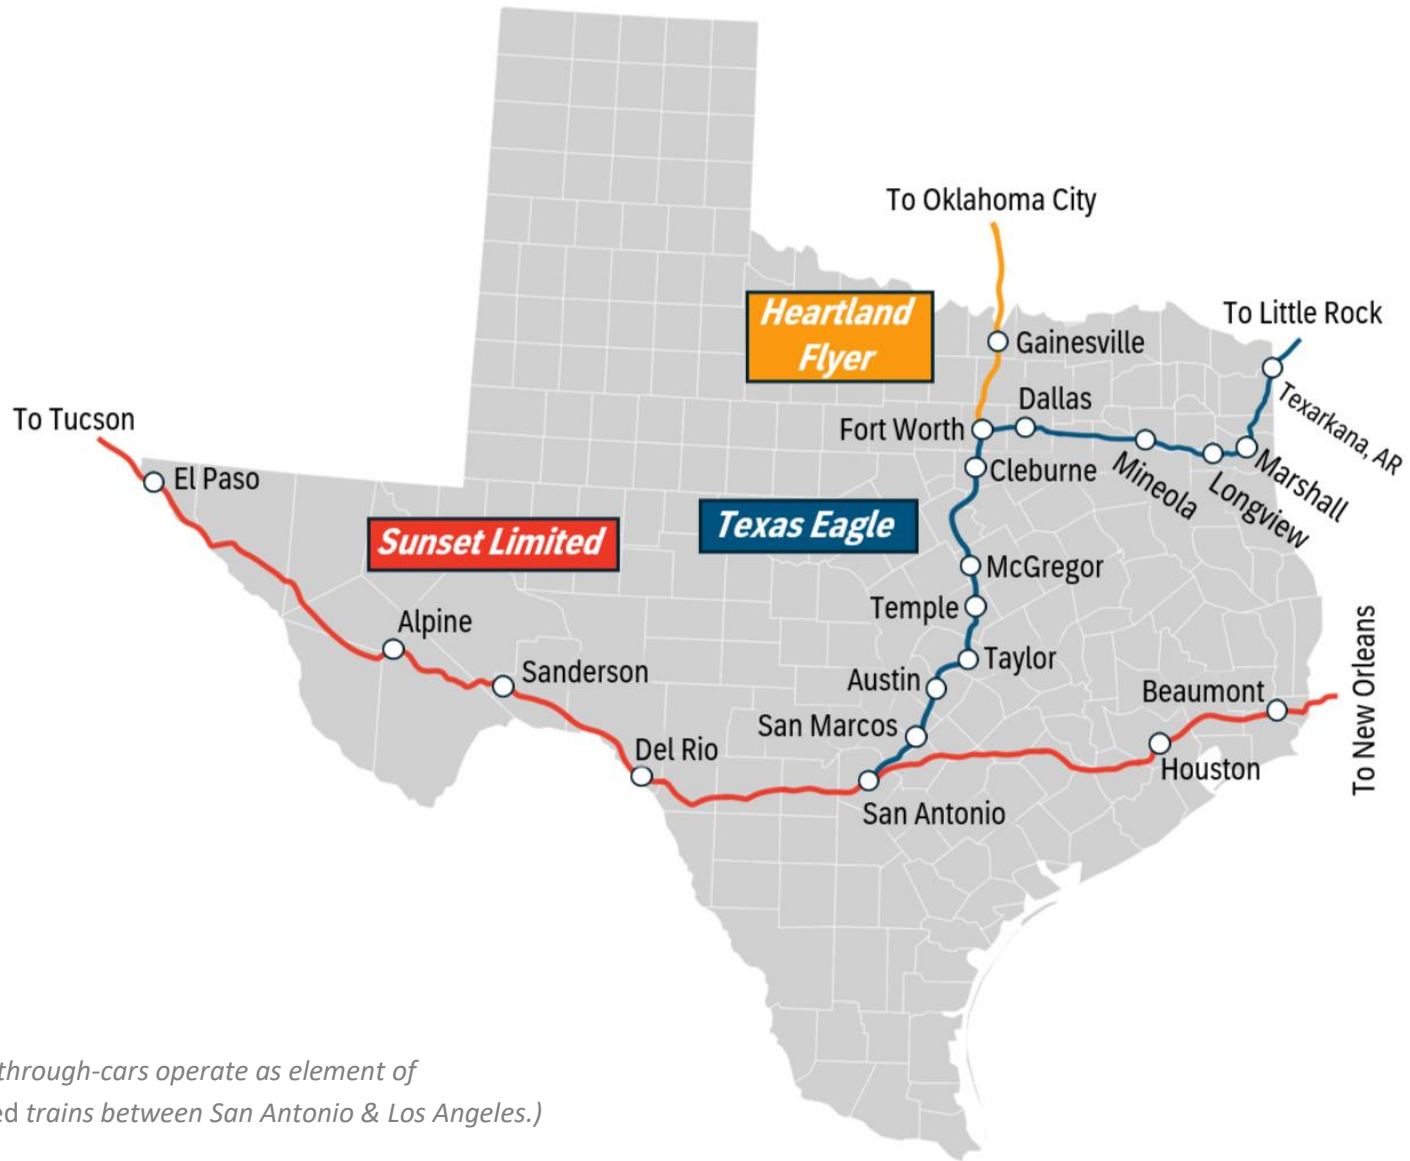 To Oklahoma City
Heartland
Flyer
To Little Rock
Gainesville
Dallas
Texarkana, AR
To Tucson
Fort Worth
El Paso
Cleburne
Mineola
Longview
Marshall
Sunset Limited
Texas Eagle
McGregor
Temple
Alpine
Taylor
Sanderson
Austin
Beaumont
To New Orleans
San Marcos
Del Rio
Houston
San Antonio
through-cars operate as element of
ed trains between San Antonio & Los Angeles.)